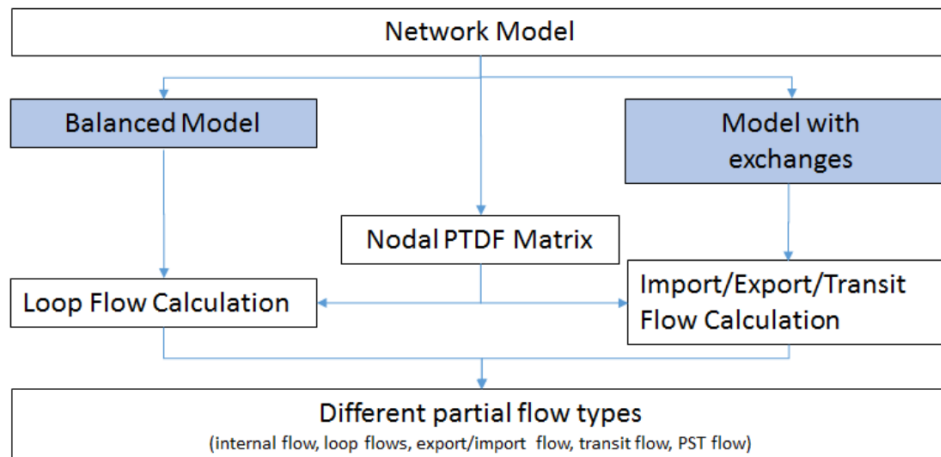 Network Model
Balanced Model
Model with
exchanges
Nodal PTDF Matrix
Loop Flow Calculation
Import/Export/Transit
Flow Calculation
Different partial flow types
(internal flow, loop flows, export/import flow, transit flow, PST flow)